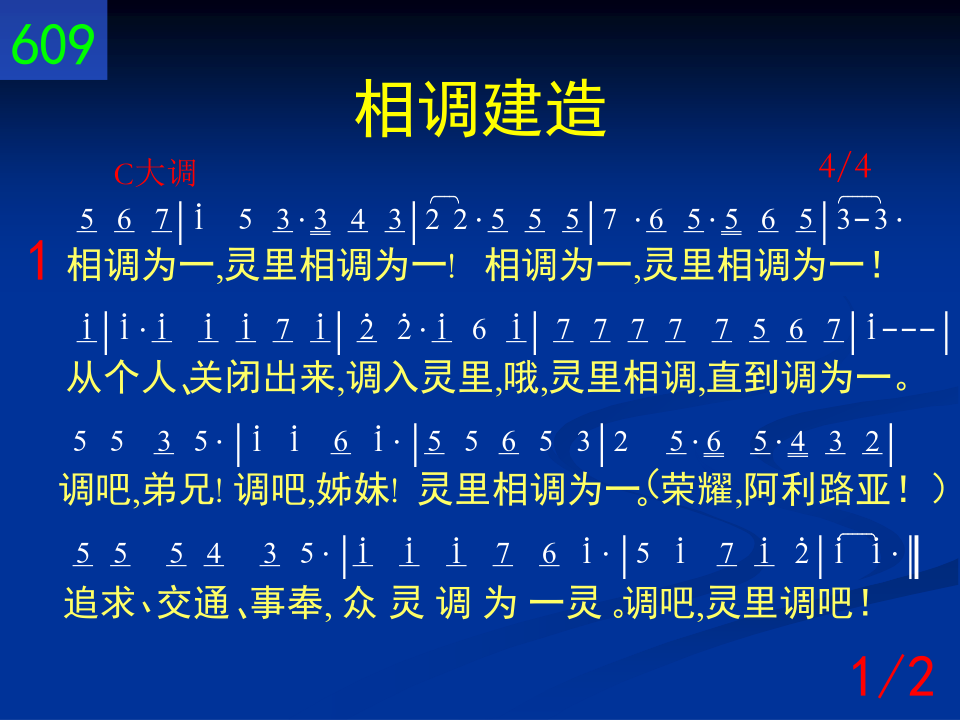 609
相调建造
C大调 4/4
5 6 7|i̇ 5 3·3 4 3|2 2·5 5 5|7 ·6 5·5 6 5|3-3·
1 相调为一,灵里相调为一! 相调为一,灵里相调为一!
i̇|i̇·i̇ i̇ i̇ 7 i̇|2̇ 2̇·i̇ 6 i̇|7 7 7 7 7 5 6 7|i̇---|
从个人、关闭出来,调入灵里,哦,灵里相调,直到调为一。
5 5 3 5·|i̇ i̇ 6 i̇·|5 5 6 5 3|2 5·6 5·4 3 2|
调吧,弟兄! 调吧,姊妹! 灵里相调为一。(荣耀,阿利路亚!)
5 5 5 4 3 5·|i̇ i̇ i̇ 7 6 i̇·|5 i̇ 7 i̇ 2̇|i̇ i̇·‖
追求、交通、事奉, 众 灵 调 为 一灵。调吧,灵里调吧!
1/2